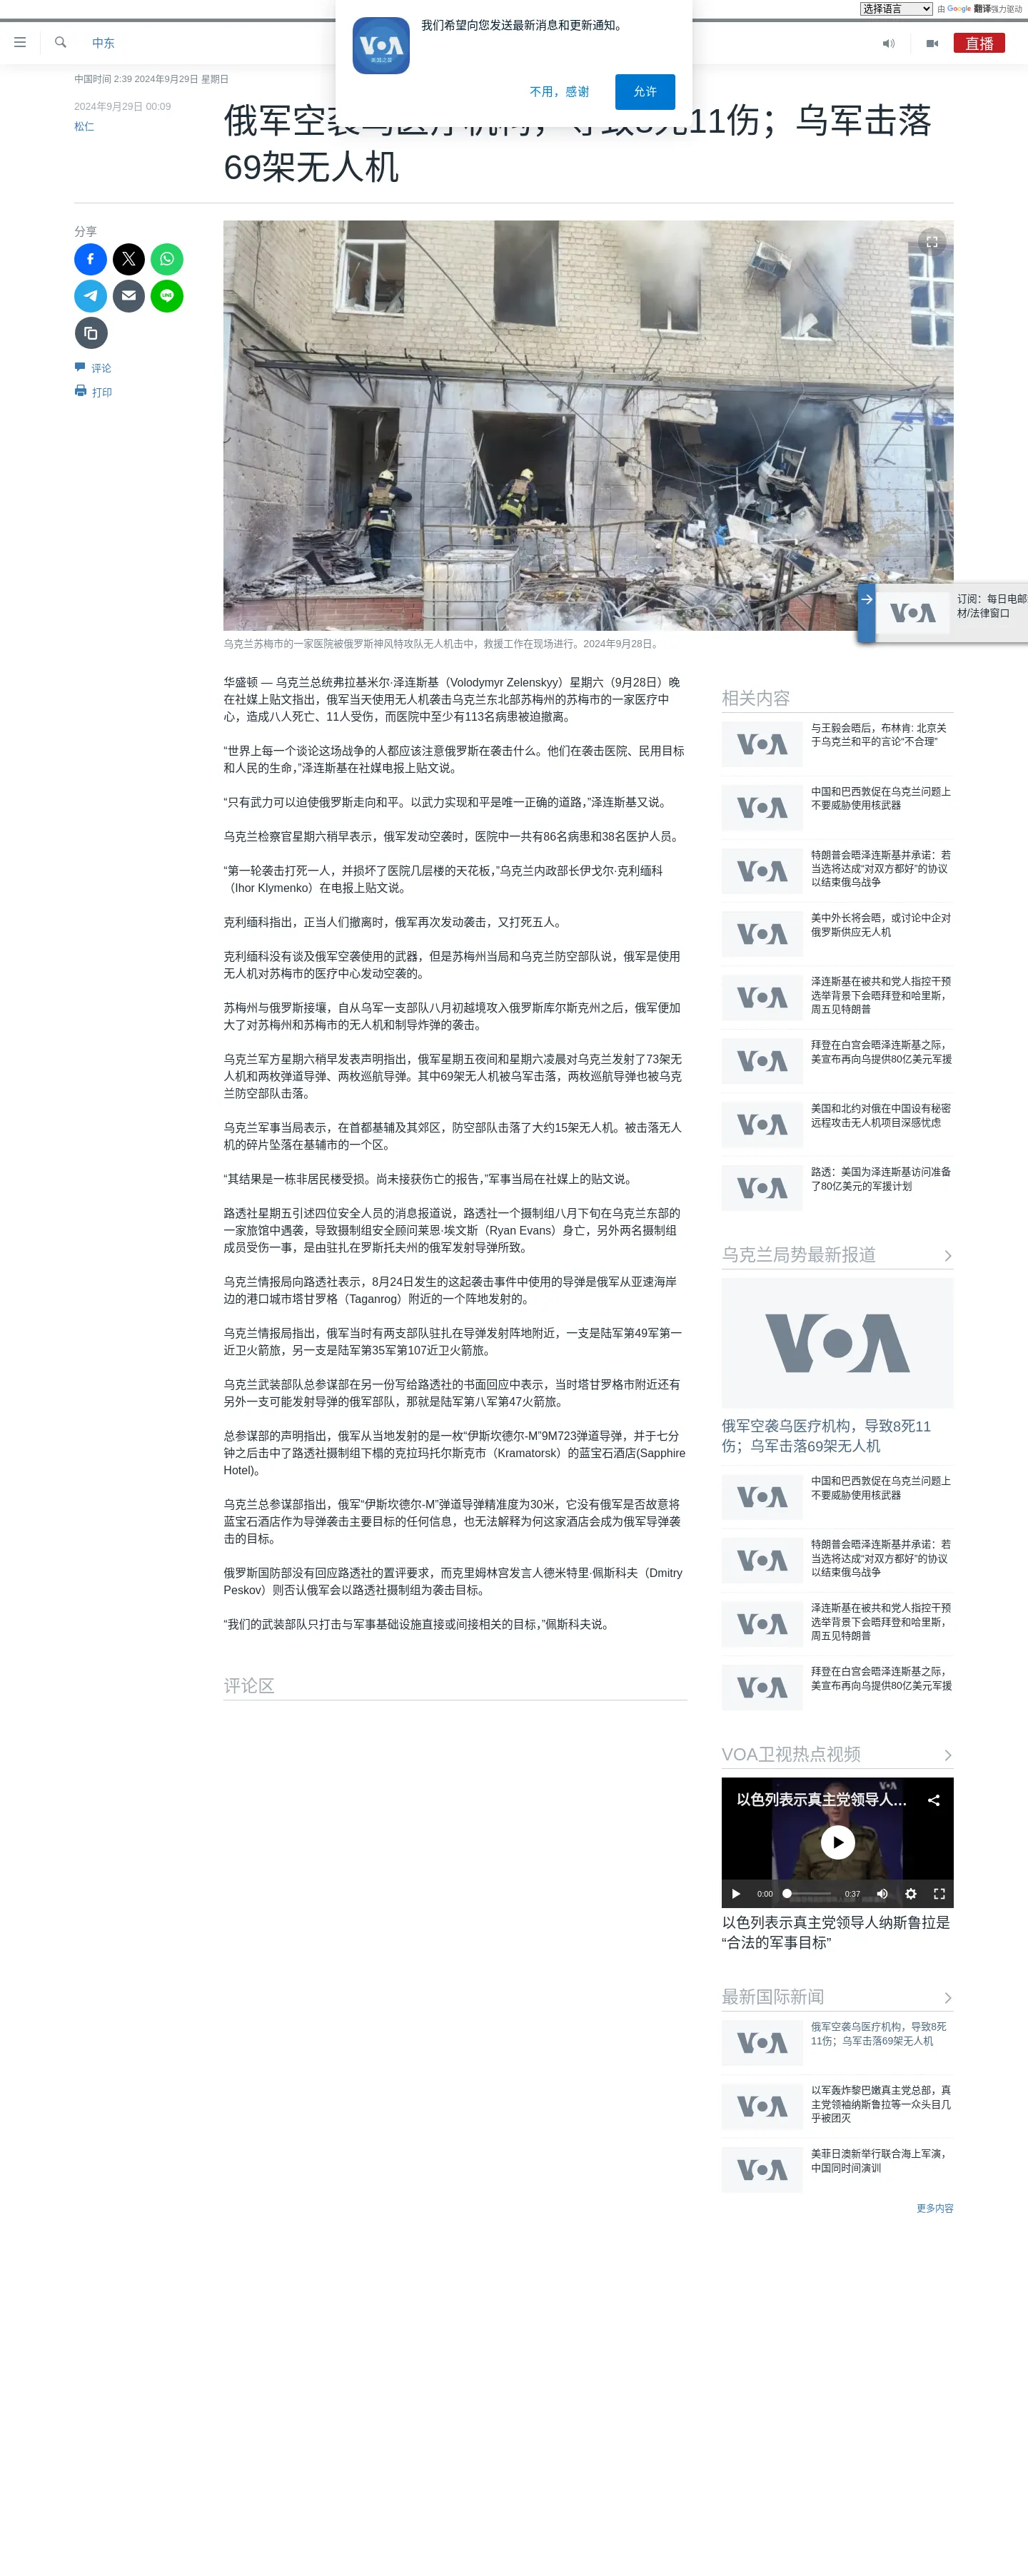 选择语言
由 Google 翻译强力驱动
我们希望向您发送最新消息和更新通知。
不用，感谢
允许
中东
直播
中国时间 2:39 2024年9月29日 星期日
2024年9月29日 00:09
松仁
俄军空袭乌医疗机构，导致8死11伤；乌军击落
69架无人机
分享
评论
打印
乌克兰苏梅市的一家医院被俄罗斯神风特攻队无人机击中，救援工作在现场进行。2024年9月28日。
订阅：每日电邮
材/法律窗口
华盛顿 — 乌克兰总统弗拉基米尔·泽连斯基（Volodymyr Zelenskyy）星期六（9月28日）晚
在社媒上贴文指出，俄军当天使用无人机袭击乌克兰东北部苏梅州的苏梅市的一家医疗中
心，造成八人死亡、11人受伤，而医院中至少有113名病患被迫撤离。
“世界上每一个谈论这场战争的人都应该注意俄罗斯在袭击什么。他们在袭击医院、民用目标
和人民的生命，”泽连斯基在社媒电报上贴文说。
“只有武力可以迫使俄罗斯走向和平。以武力实现和平是唯一正确的道路，”泽连斯基又说。
乌克兰检察官星期六稍早表示，俄军发动空袭时，医院中一共有86名病患和38名医护人员。
“第一轮袭击打死一人，并损坏了医院几层楼的天花板，”乌克兰内政部长伊戈尔·克利缅科
（Ihor Klymenko）在电报上贴文说。
克利缅科指出，正当人们撤离时，俄军再次发动袭击，又打死五人。
克利缅科没有谈及俄军空袭使用的武器，但是苏梅州当局和乌克兰防空部队说，俄军是使用
无人机对苏梅市的医疗中心发动空袭的。
苏梅州与俄罗斯接壤，自从乌军一支部队八月初越境攻入俄罗斯库尔斯克州之后，俄军便加
大了对苏梅州和苏梅市的无人机和制导炸弹的袭击。
乌克兰军方星期六稍早发表声明指出，俄军星期五夜间和星期六凌晨对乌克兰发射了73架无
人机和两枚弹道导弹、两枚巡航导弹。其中69架无人机被乌军击落，两枚巡航导弹也被乌克
兰防空部队击落。
乌克兰军事当局表示，在首都基辅及其郊区，防空部队击落了大约15架无人机。被击落无人
机的碎片坠落在基辅市的一个区。
“其结果是一栋非居民楼受损。尚未接获伤亡的报告，”军事当局在社媒上的贴文说。
路透社星期五引述四位安全人员的消息报道说，路透社一个摄制组八月下旬在乌克兰东部的
一家旅馆中遇袭，导致摄制组安全顾问莱恩·埃文斯（Ryan Evans）身亡，另外两名摄制组
成员受伤一事，是由驻扎在罗斯托夫州的俄军发射导弹所致。
乌克兰情报局向路透社表示，8月24日发生的这起袭击事件中使用的导弹是俄军从亚速海岸
边的港口城市塔甘罗格（Taganrog）附近的一个阵地发射的。
乌克兰情报局指出，俄军当时有两支部队驻扎在导弹发射阵地附近，一支是陆军第49军第一
近卫火箭旅，另一支是陆军第35军第107近卫火箭旅。
乌克兰武装部队总参谋部在另一份写给路透社的书面回应中表示，当时塔甘罗格市附近还有
另外一支可能发射导弹的俄军部队，那就是陆军第八军第47火箭旅。
总参谋部的声明指出，俄军从当地发射的是一枚“伊斯坎德尔-M”9M723弹道导弹，并于七分
钟之后击中了路透社摄制组下榻的克拉玛托尔斯克市（Kramatorsk）的蓝宝石酒店(Sapphire
Hotel)。
乌克兰总参谋部指出，俄军“伊斯坎德尔-M”弹道导弹精准度为30米，它没有俄军是否故意将
蓝宝石酒店作为导弹袭击主要目标的任何信息，也无法解释为何这家酒店会成为俄军导弹袭
击的目标。
俄罗斯国防部没有回应路透社的置评要求，而克里姆林宫发言人德米特里·佩斯科夫（Dmitry
Peskov）则否认俄军会以路透社摄制组为袭击目标。
“我们的武装部队只打击与军事基础设施直接或间接相关的目标，”佩斯科夫说。
评论区
相关内容
与王毅会晤后，布林肯: 北京关
于乌克兰和平的言论“不合理”
中国和巴西敦促在乌克兰问题上
不要威胁使用核武器
特朗普会晤泽连斯基并承诺：若
当选将达成“对双方都好”的协议
以结束俄乌战争
美中外长将会晤，或讨论中企对
俄罗斯供应无人机
泽连斯基在被共和党人指控干预
选举背景下会晤拜登和哈里斯，
周五见特朗普
拜登在白宫会晤泽连斯基之际，
美宣布再向乌提供80亿美元军援
美国和北约对俄在中国设有秘密
远程攻击无人机项目深感忧虑
路透：美国为泽连斯基访问准备
了80亿美元的军援计划
乌克兰局势最新报道
VOA
俄军空袭乌医疗机构，导致8死11
伤；乌军击落69架无人机
中国和巴西敦促在乌克兰问题上
不要威胁使用核武器
特朗普会晤泽连斯基并承诺：若
当选将达成“对双方都好”的协议
以结束俄乌战争
泽连斯基在被共和党人指控干预
选举背景下会晤拜登和哈里斯，
周五见特朗普
拜登在白宫会晤泽连斯基之际，
美宣布再向乌提供80亿美元军援
VOA卫视热点视频
以色列表示真主党领导人...
0:00
0:37
以色列表示真主党领导人纳斯鲁拉是
“合法的军事目标”
最新国际新闻
俄军空袭乌医疗机构，导致8死
11伤；乌军击落69架无人机
以军轰炸黎巴嫩真主党总部，真
主党领袖纳斯鲁拉等一众头目几
乎被团灭
美菲日澳新举行联合海上军演，
中国同时间演训
更多内容